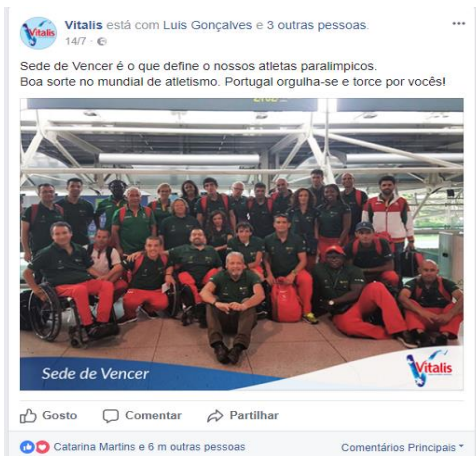 Vitalis está com Luis Gonçalves e 3 outras pessoas.
14/7
Sede de Vencer é o que define o nossos atletas paralimpicos.
Boa sorte no mundial de atletismo. Portugal orgulha-se e torce por vocês!
Sede de Vencer
Vitalis
Gosto Comentar Partilhar
Catarina Martins e 6 m outras pessoas Comentários Principais